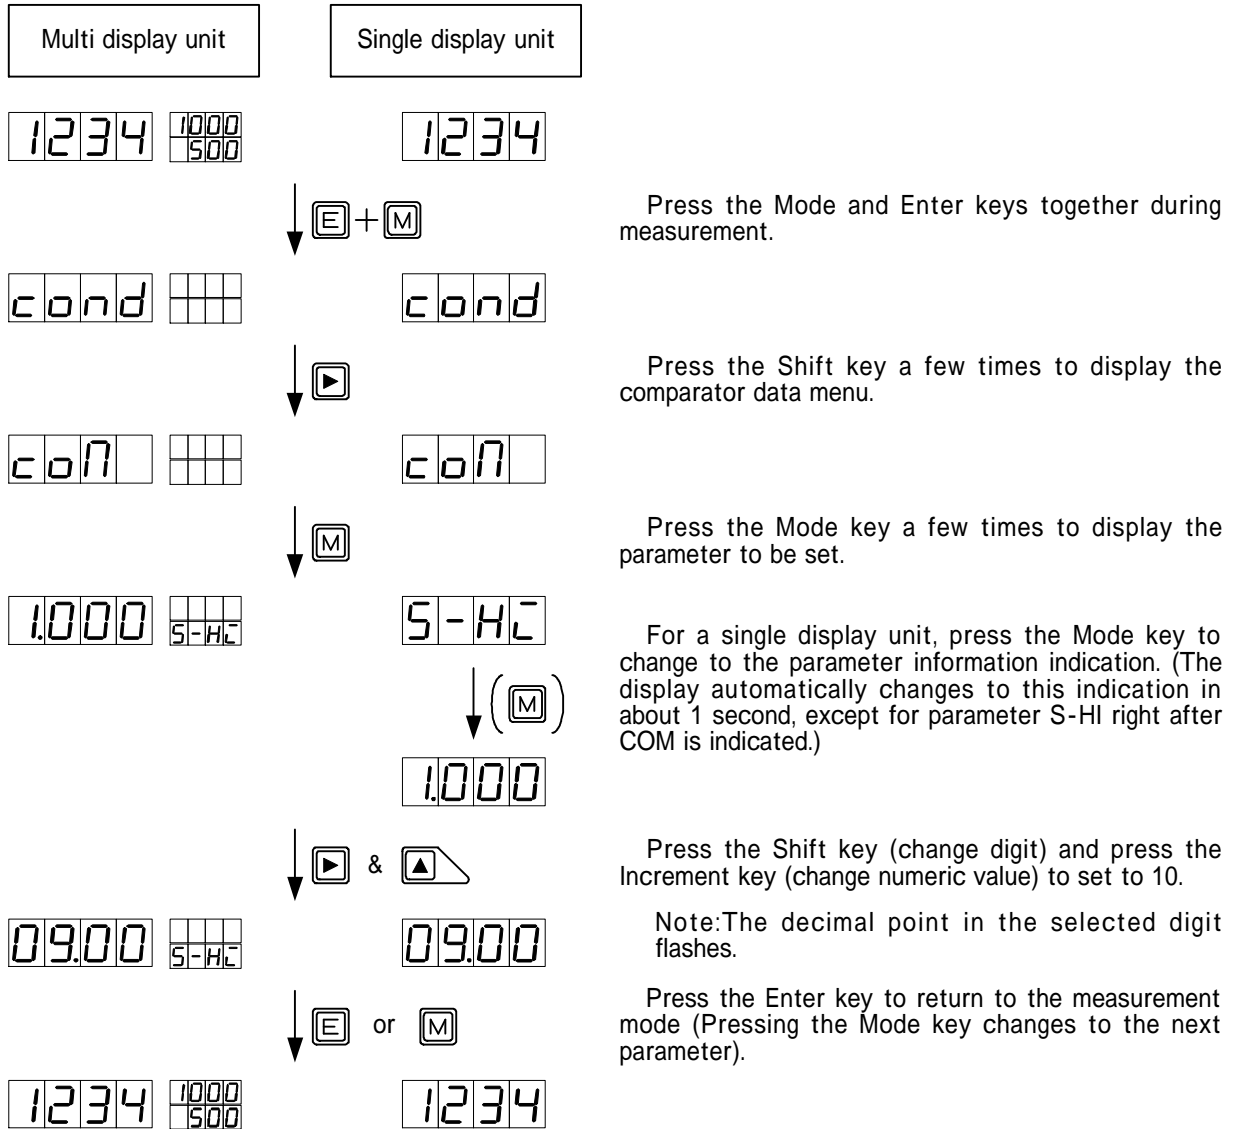 Multi display unit
Single display unit
1234 1000 500
1234
E + M
Press the Mode and Enter keys together during
measurement.
cond
cond
▶
Press the Shift key a few times to display the
comparator data menu.
coM
coM
M
Press the Mode key a few times to display the
parameter to be set.
1.000 S-Hi
S-Hi
(M)
For a single display unit, press the Mode key to
change to the parameter information indication. (The
display automatically changes to this indication in
about 1 second, except for parameter S-HI right after
COM is indicated.)
1.000
▶ & ▲
Press the Shift key (change digit) and press the
Increment key (change numeric value) to set to 10.
09.00 S-Hi
09.00
Note:The decimal point in the selected digit
flashes.
E or M
Press the Enter key to return to the measurement
mode (Pressing the Mode key changes to the next
parameter).
1234 1000 500
1234